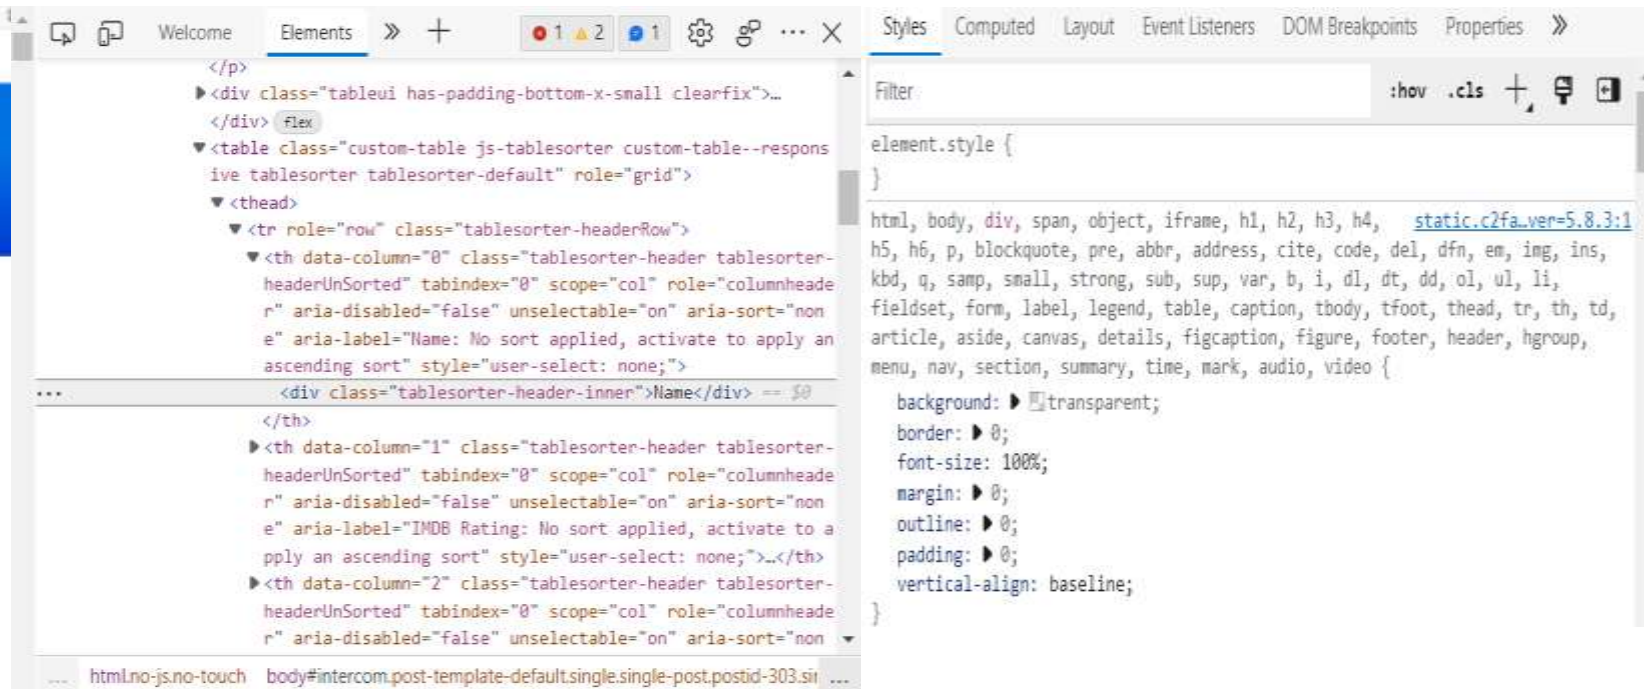 Welcome Elements 1 2 1
</p>
<div class="tableui has-padding-bottom-x-small clearfix">…
</div> flex
<table class="custom-table js-tablesorter custom-table--respons
ive tablesorter tablesorter-default" role="grid">
<thead>
<tr role="row" class="tablesorter-headerRow">
<th data-column="0" class="tablesorter-header tablesorter-
headerUnSorted" tabindex="0" scope="col" role="columnheade
r" aria-disabled="false" unselectable="on" aria-sort="non
e" aria-label="Name: No sort applied, activate to apply an
ascending sort" style="user-select: none;">
... <div class="tablesorter-header-inner">Name</div> == $0
</th>
<th data-column="1" class="tablesorter-header tablesorter-
headerUnSorted" tabindex="0" scope="col" role="columnheade
r" aria-disabled="false" unselectable="on" aria-sort="non
e" aria-label="IMDB Rating: No sort applied, activate to a
pply an ascending sort" style="user-select: none;">…</th>
<th data-column="2" class="tablesorter-header tablesorter-
headerUnSorted" tabindex="0" scope="col" role="columnheade
r" aria-disabled="false" unselectable="on" aria-sort="non
... html.no-js.no-touch body#intercom.post-template-default.single.single-post.postid-303.sir ...
Styles Computed Layout Event Listeners DOM Breakpoints Properties
Filter :hov .cls
element.style {
}
html, body, div, span, object, iframe, h1, h2, h3, h4, static.c2fa…ver=5.8.3:1
h5, h6, p, blockquote, pre, abbr, address, cite, code, del, dfn, em, img, ins,
kbd, q, samp, small, strong, sub, sup, var, b, i, dl, dt, dd, ol, ul, li,
fieldset, form, label, legend, table, caption, tbody, tfoot, thead, tr, th, td,
article, aside, canvas, details, figcaption, figure, footer, header, hgroup,
menu, nav, section, summary, time, mark, audio, video {
background: transparent;
border: 0;
font-size: 100%;
margin: 0;
outline: 0;
padding: 0;
vertical-align: baseline;
}